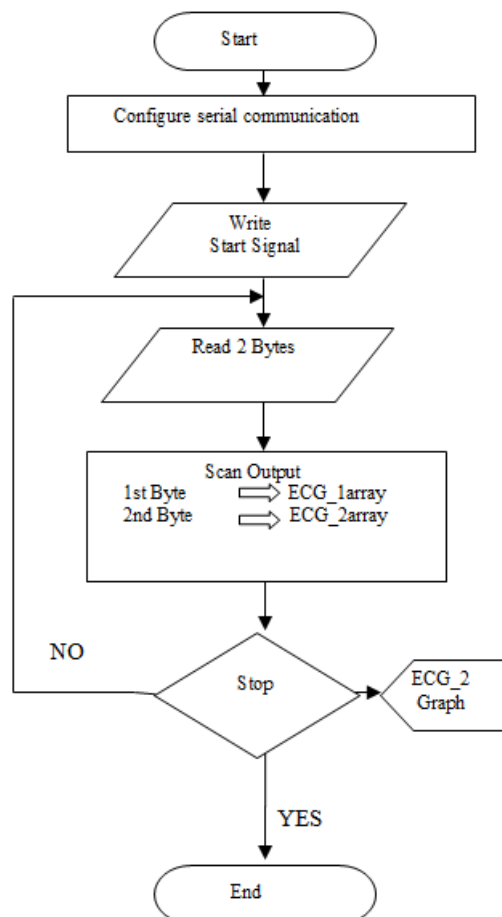 Start
Configure serial communication
Write
Start Signal
Read 2 Bytes
Scan Output
1st Byte ECG_1array
2nd Byte ECG_2array
NO
Stop
ECG_2
Graph
YES
End